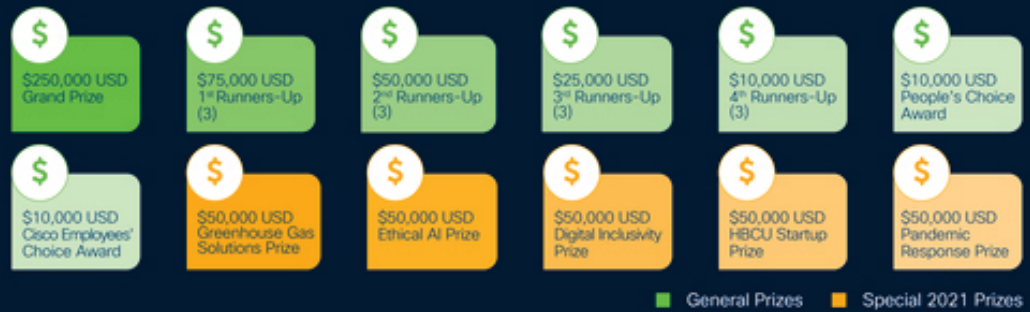 $
$250,000 USD
Grand Prize
$
$75,000 USD
1st Runners-Up
(3)
$
$50,000 USD
2nd Runners-Up
(3)
$
$25,000 USD
3rd Runners-Up
(3)
$
$10,000 USD
4th Runners-Up
(3)
$
$10,000 USD
People's Choice
Award
$
$10,000 USD
Cisco Employees'
Choice Award
$
$50,000 USD
Greenhouse Gas
Solutions Prize
$
$50,000 USD
Ethical AI Prize
$
$50,000 USD
Digital Inclusivity
Prize
$
$50,000 USD
HBCU Startup
Prize
$
$50,000 USD
Pandemic
Response Prize
General Prizes
Special 2021 Prizes